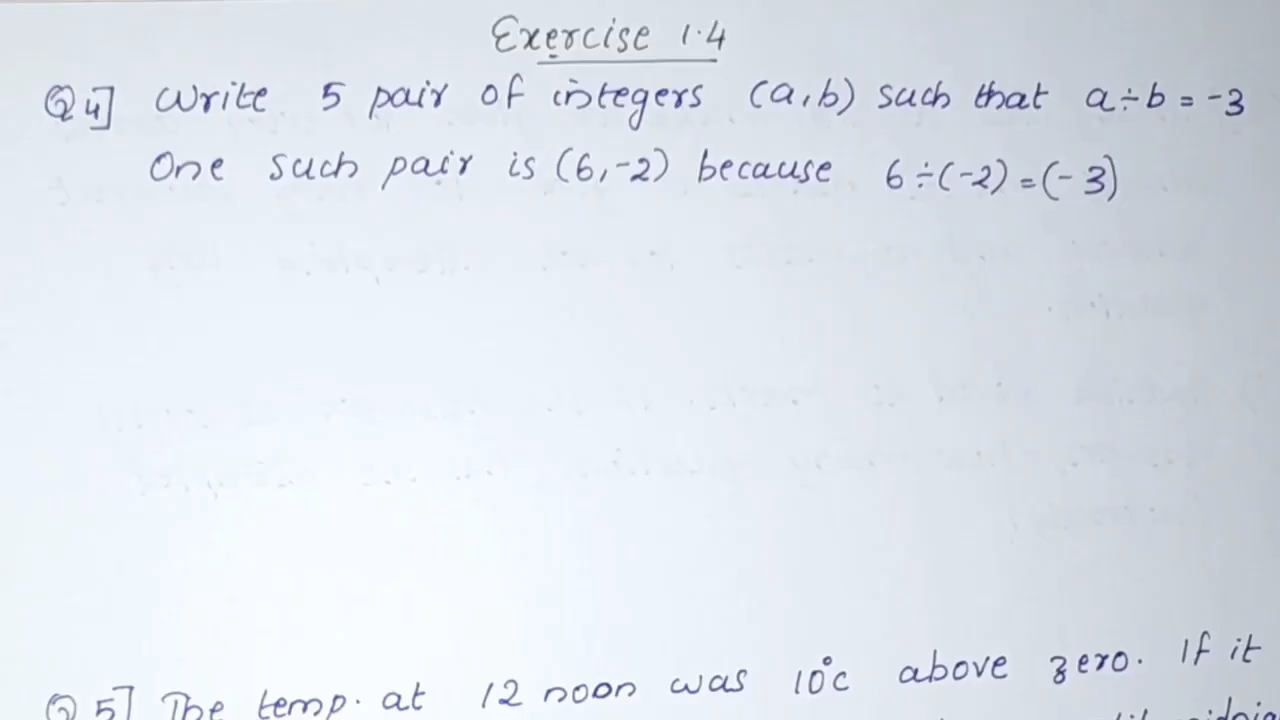 Exercise 1.4
Q4] Write 5 pair of integers (a,b) such that a÷b = -3
One such pair is (6,-2) because 6÷(-2)=(-3)
Q5] The temp. at 12 noon was 10°c above zero. If it